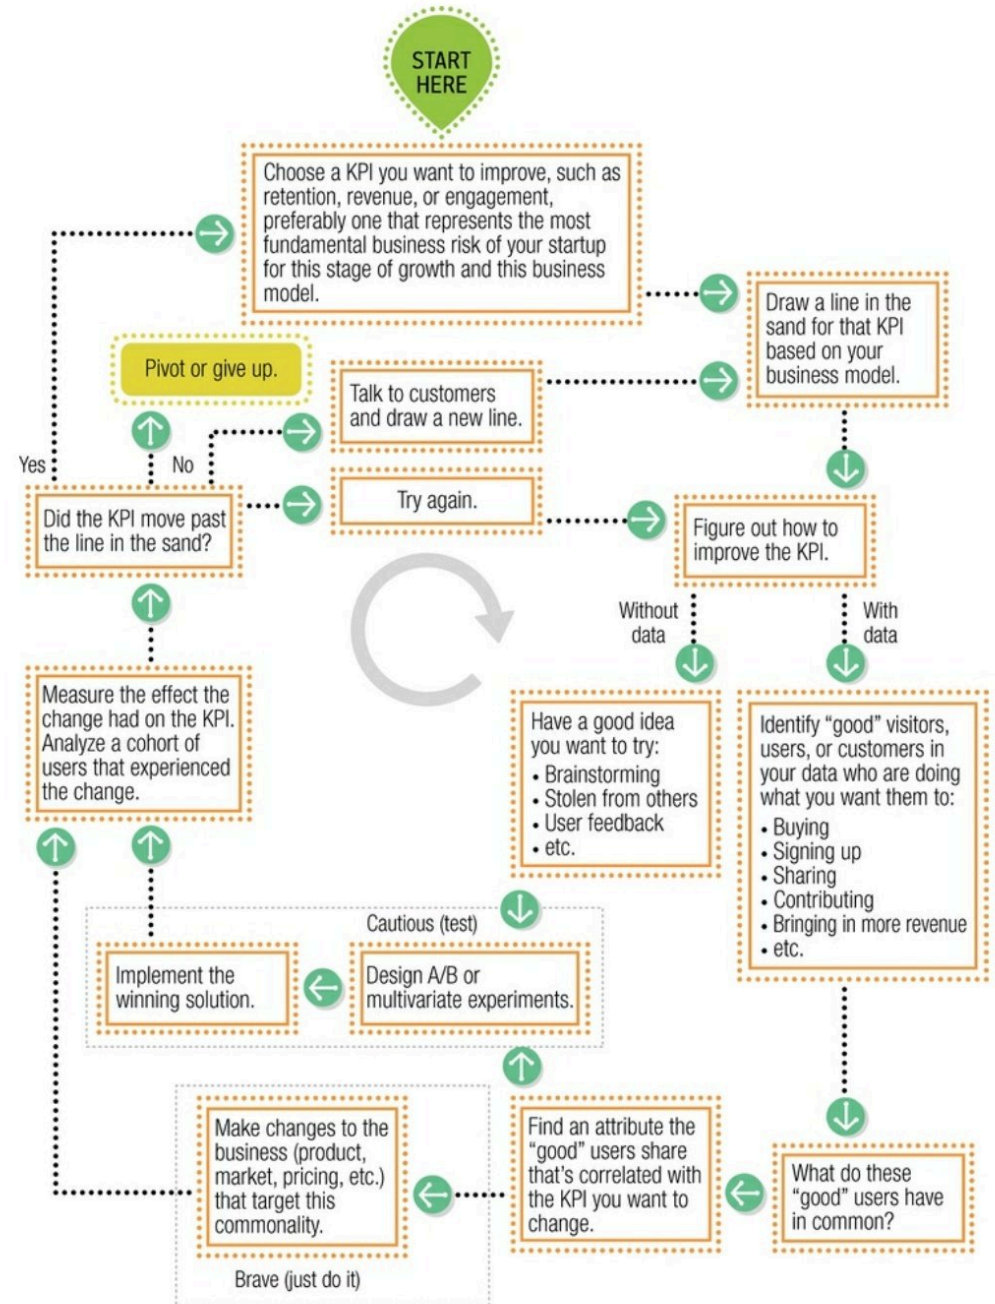 START
HERE
Choose a KPI you want to improve, such as
retention, revenue, or engagement,
preferably one that represents the most
fundamental business risk of your startup
for this stage of growth and this business
model.
Draw a line in the
sand for that KPI
based on your
business model.
Pivot or give up.
Talk to customers
and draw a new line.
Yes
No
Try again.
Did the KPI move past
the line in the sand?
Figure out how to
improve the KPI.
Without
data
With
data
Measure the effect the
change had on the KPI.
Analyze a cohort of
users that experienced
the change.
Have a good idea
you want to try:
• Brainstorming
• Stolen from others
• User feedback
• etc.
Identify “good” visitors,
users, or customers in
your data who are doing
what you want them to:
• Buying
• Signing up
• Sharing
• Contributing
• Bringing in more revenue
• etc.
Cautious (test)
Implement the
winning solution.
Design A/B or
multivariate experiments.
Make changes to the
business (product,
market, pricing, etc.)
that target this
commonality.
Brave (just do it)
Find an attribute the
“good” users share
that’s correlated with
the KPI you want to
change.
What do these
“good” users have
in common?